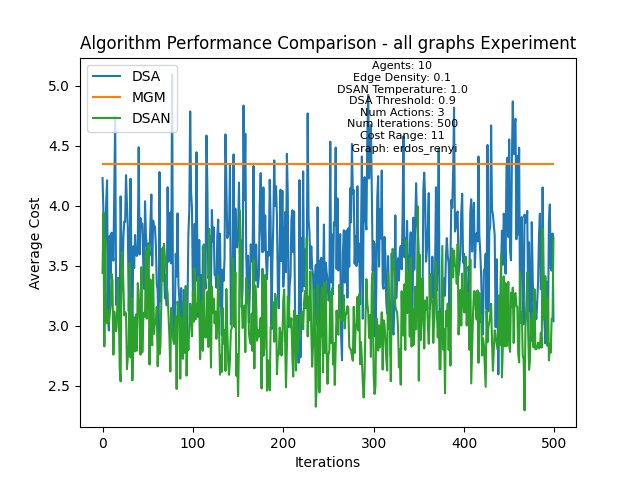 Algorithm Performance Comparison - all graphs Experiment
DSA
MGM
DSAN
Agents: 10
Edge Density: 0.1
DSAN Temperature: 1.0
DSA Threshold: 0.9
Num Actions: 3
Num Iterations: 500
Cost Range: 11
Graph: erdos_renyi
Average Cost
5.0
4.5
4.0
3.5
3.0
2.5
0 100 200 300 400 500
Iterations